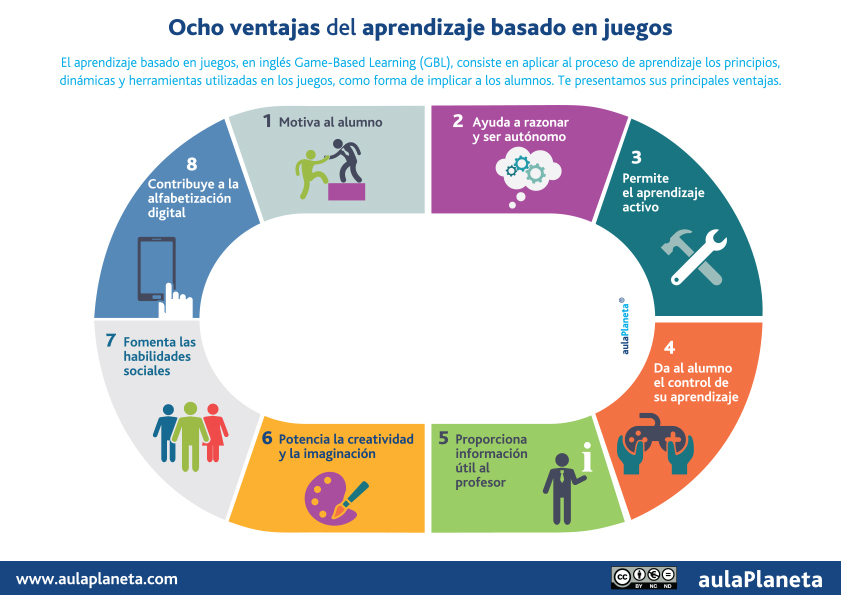 Ocho ventajas del aprendizaje basado en juegos
El aprendizaje basado en juegos, en inglés Game-Based Learning (GBL), consiste en aplicar al proceso de aprendizaje los principios,
dinámicas y herramientas utilizadas en los juegos, como forma de implicar a los alumnos. Te presentamos sus principales ventajas.
1 Motiva al alumno
2 Ayuda a razonar
y ser autónomo
3
Permite
el aprendizaje
activo
4
Da al alumno
el control de
su aprendizaje
5 Proporciona
información
útil al
profesor
i
6 Potencia la creatividad
y la imaginación
7 Fomenta las
habilidades
sociales
8
Contribuye a la
alfabetización
digital
aulaPlaneta®
www.aulaplaneta.com
cc
BY NC ND
aulaPlaneta